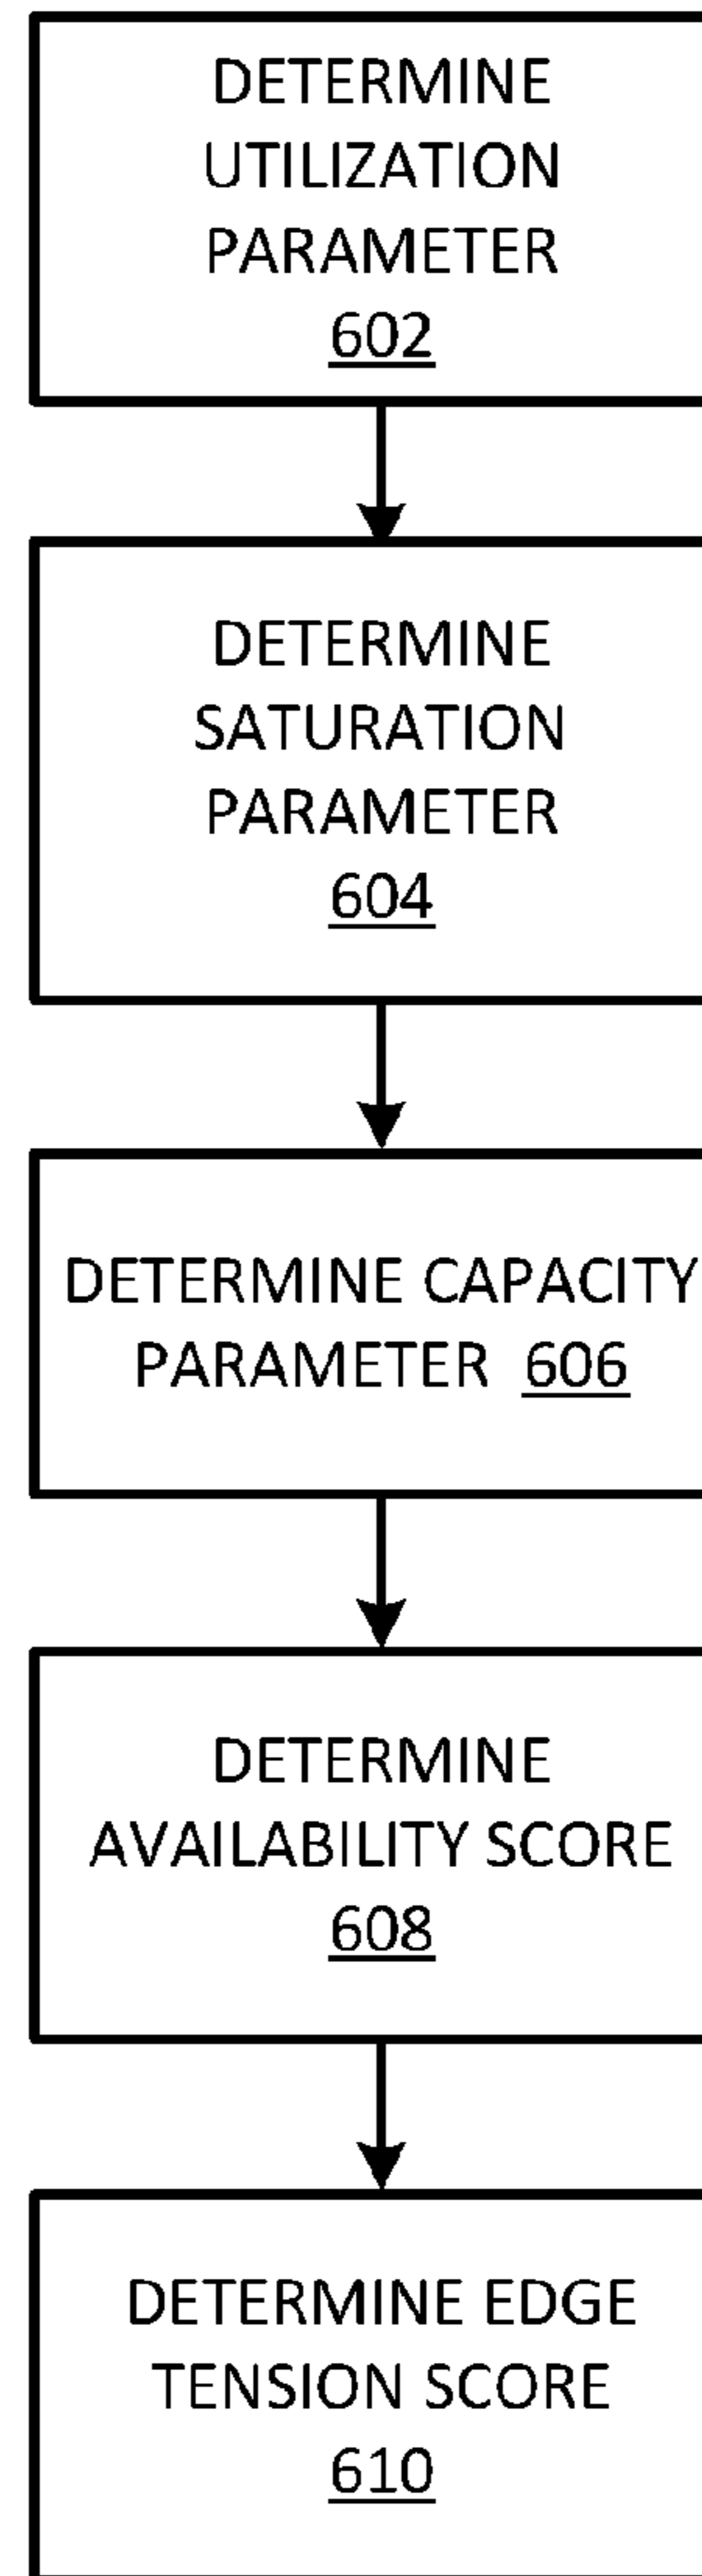 DETERMINE
UTILIZATION
PARAMETER
602
DETERMINE
SATURATION
PARAMETER
604
DETERMINE CAPACITY
PARAMETER 606
DETERMINE
AVAILABILITY SCORE
608
DETERMINE EDGE
TENSION SCORE
610